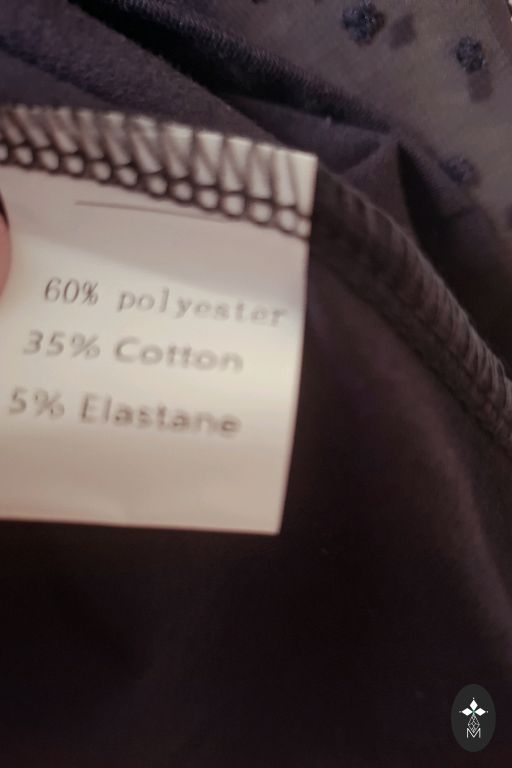 60% polyester
35% Cotton
5% Elastane
M